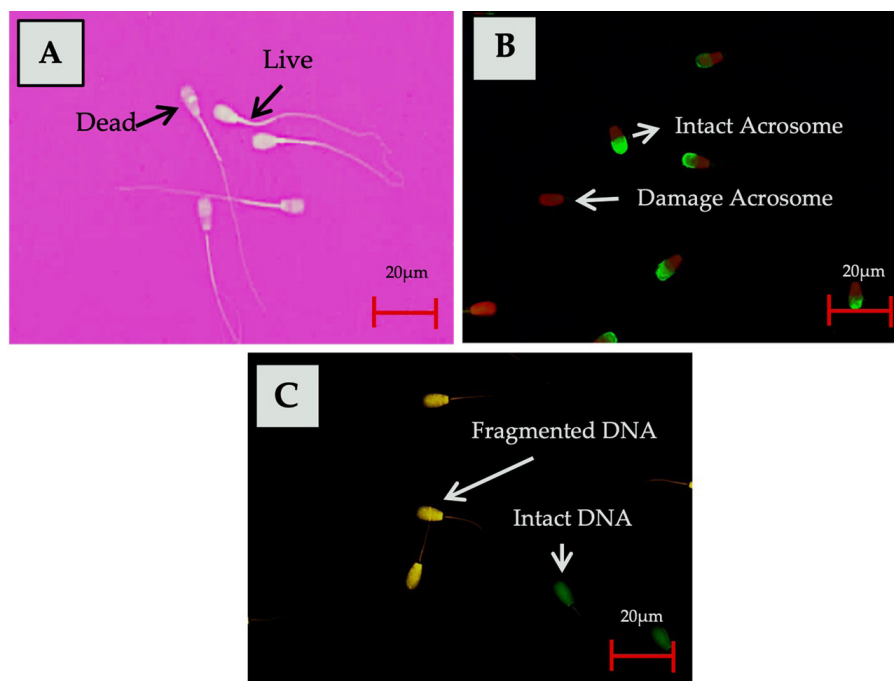 A
Live
Dead
20µm
B
Intact Acrosome
Damage Acrosome
20µm
C
Fragmented DNA
Intact DNA
20µm